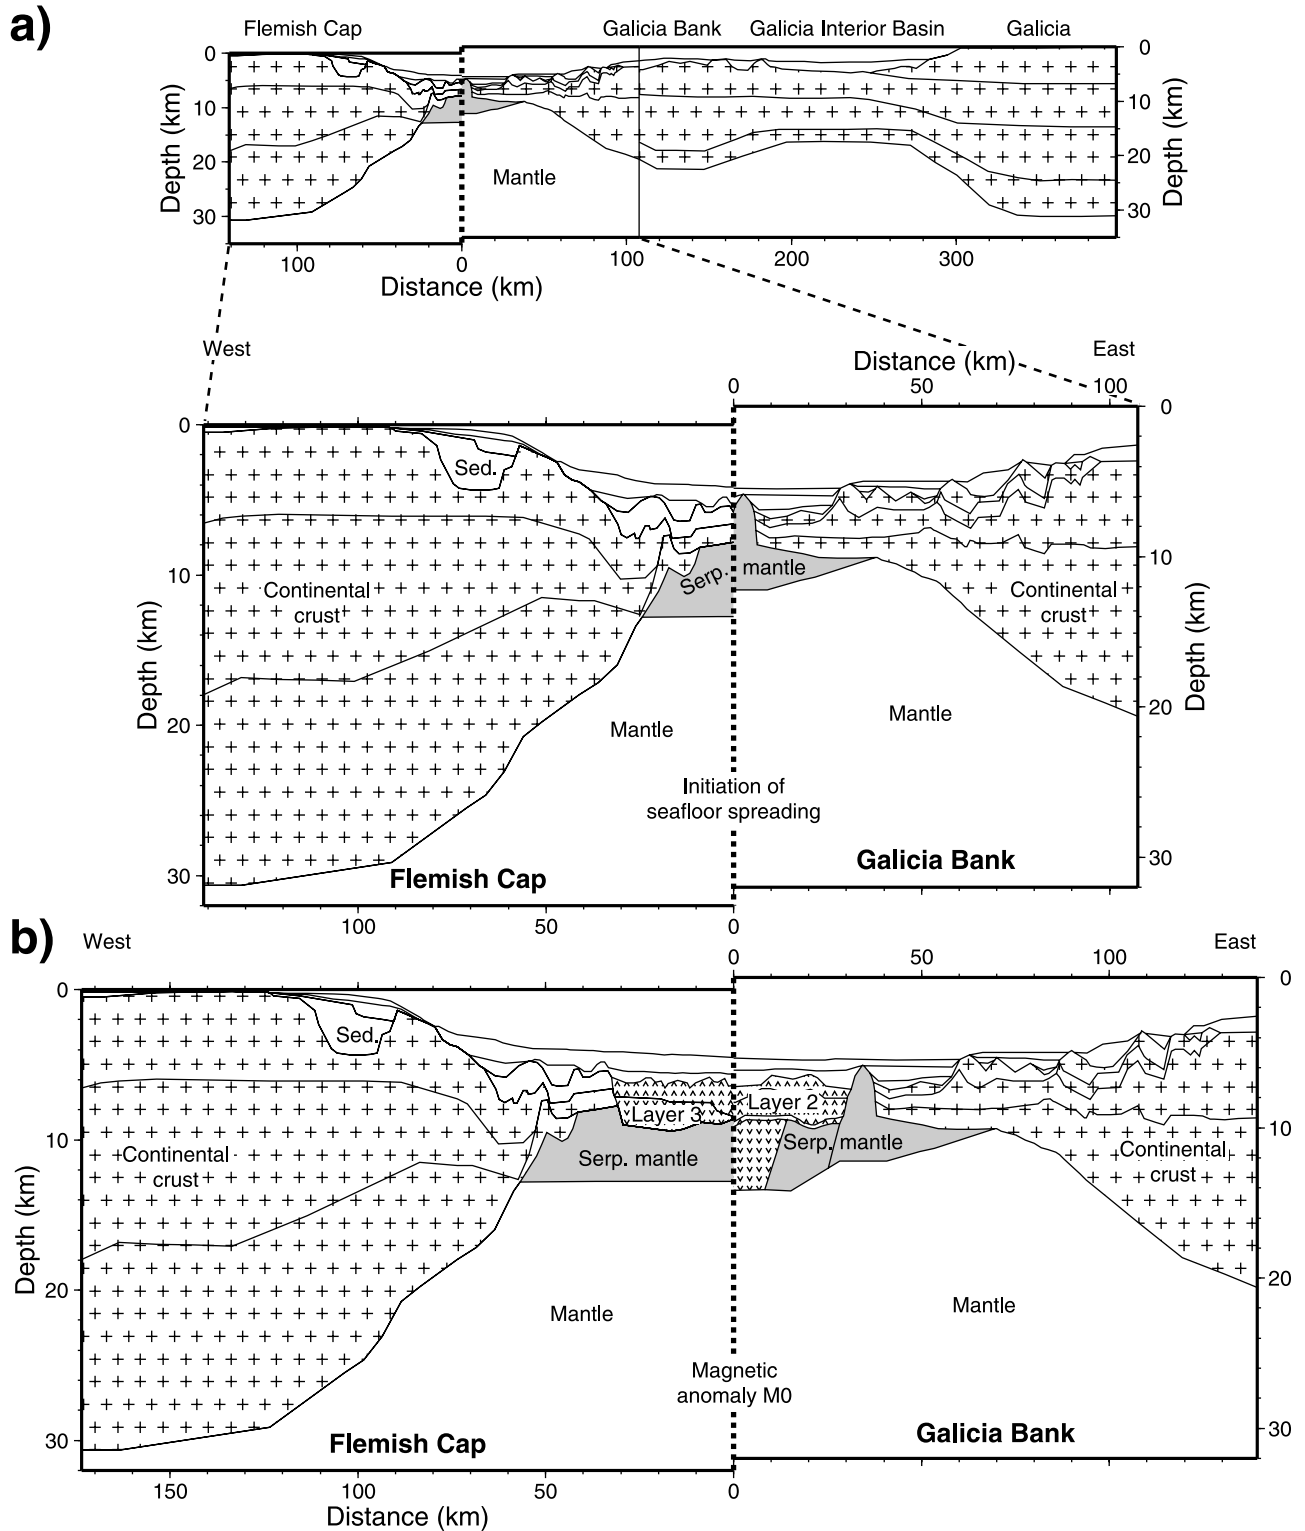 a)
Flemish Cap
Galicia Bank
Galicia Interior Basin
Galicia
0
10
20
30
Depth (km)
0
10
20
30
Depth (km)
Mantle
100
0
100
200
300
Distance (km)
West
Distance (km)
East
0
50
100
0
10
20
30
Depth (km)
0
10
20
30
Depth (km)
Sed.
Continental
crust
Serp. mantle
Continental
crust
Mantle
Mantle
Initiation of
seafloor spreading
Flemish Cap
Galicia Bank
100
50
0
b)
West
East
0
50
100
0
10
20
30
Depth (km)
0
10
20
30
Sed.
Layer 3
Layer 2
Continental
crust
Serp. mantle
Serp. mantle
Continental
crust
Mantle
Mantle
Magnetic
anomaly M0
Flemish Cap
Galicia Bank
150
100
50
0
Distance (km)